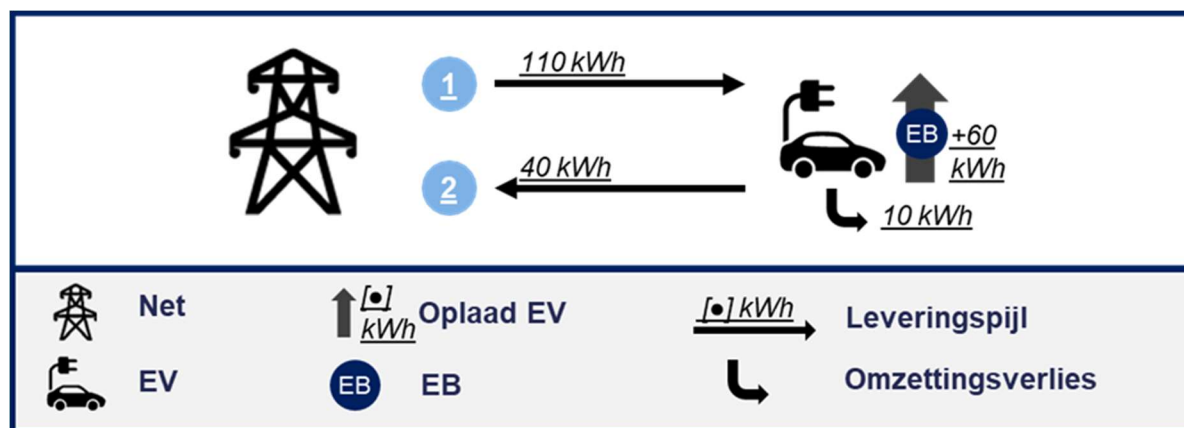 1
110 kWh
EB
+60
kWh
2
40 kWh
10 kWh
Net
[●]
kWh
Oplaad EV
[●] kWh
Leveringspijl
EV
EB
EB
Omzettingsverlies